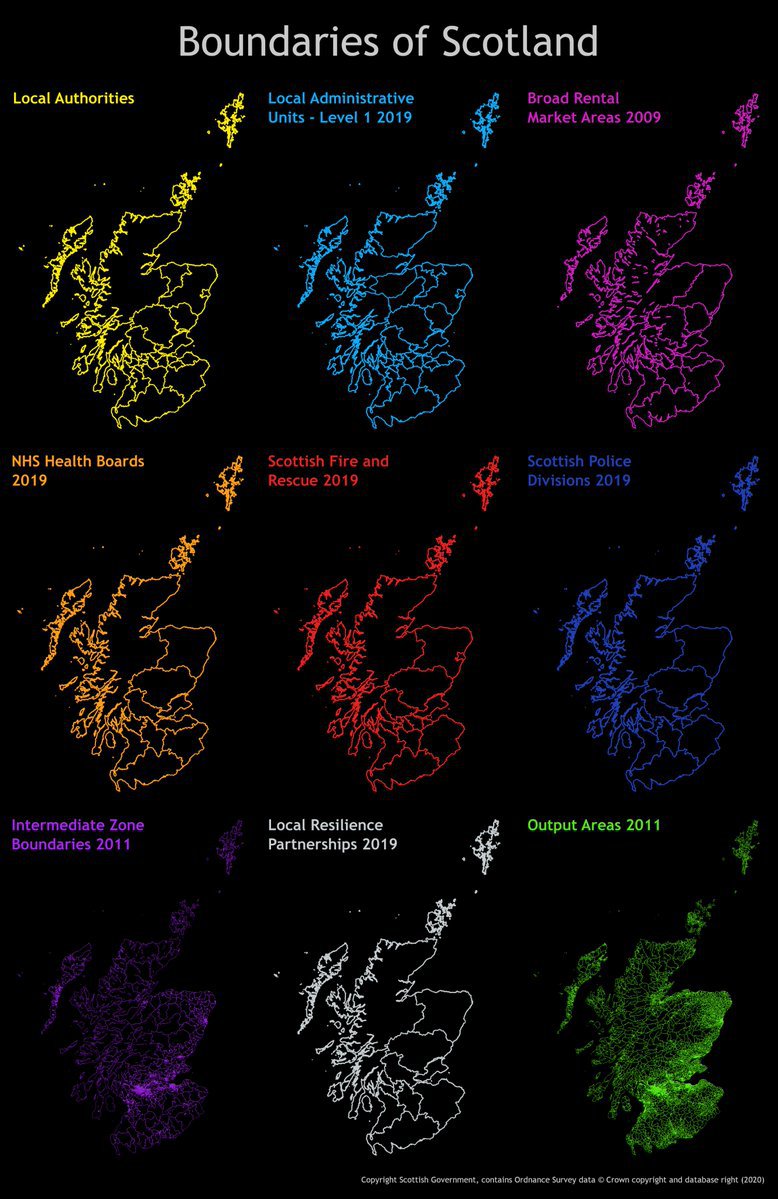 Boundaries of Scotland
Local Authorities
Local Administrative
Units - Level 1 2019
Broad Rental
Market Areas 2009
NHS Health Boards
2019
Scottish Fire and
Rescue 2019
Scottish Police
Divisions 2019
Intermediate Zone
Boundaries 2011
Local Resilience
Partnerships 2019
Output Areas 2011
Copyright Scottish Government, contains Ordnance Survey data © Crown copyright and database right (2020)